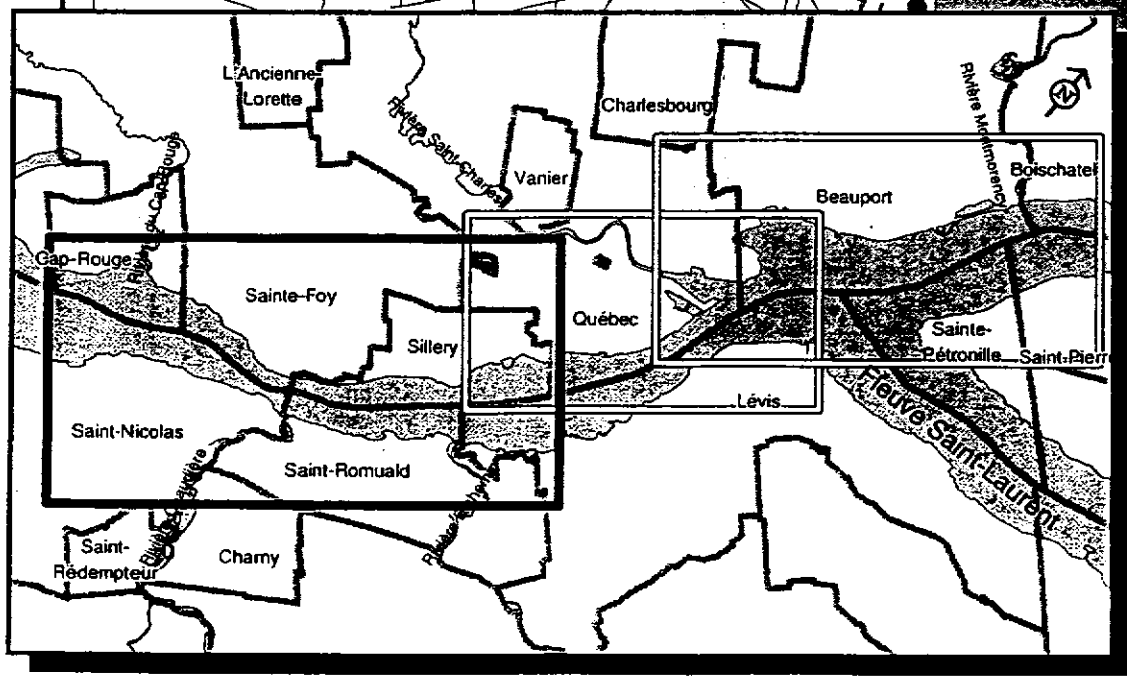 L'Ancienne-
Lorette
Rivière Saint-Charles
Vanier
Charlesbourg
Rivière Montmorency
N
Boischatel
Beauport
Rivière du Cap Rouge
Cap-Rouge
Sainte-Foy
Sillery
Québec
Sainte-
Pétronille
Saint-Pierre
Lévis
Fleuve Saint-Laurent
Saint-Nicolas
Saint-Romuald
Rivière Chaudière
Saint-
Rédempteur
Charny